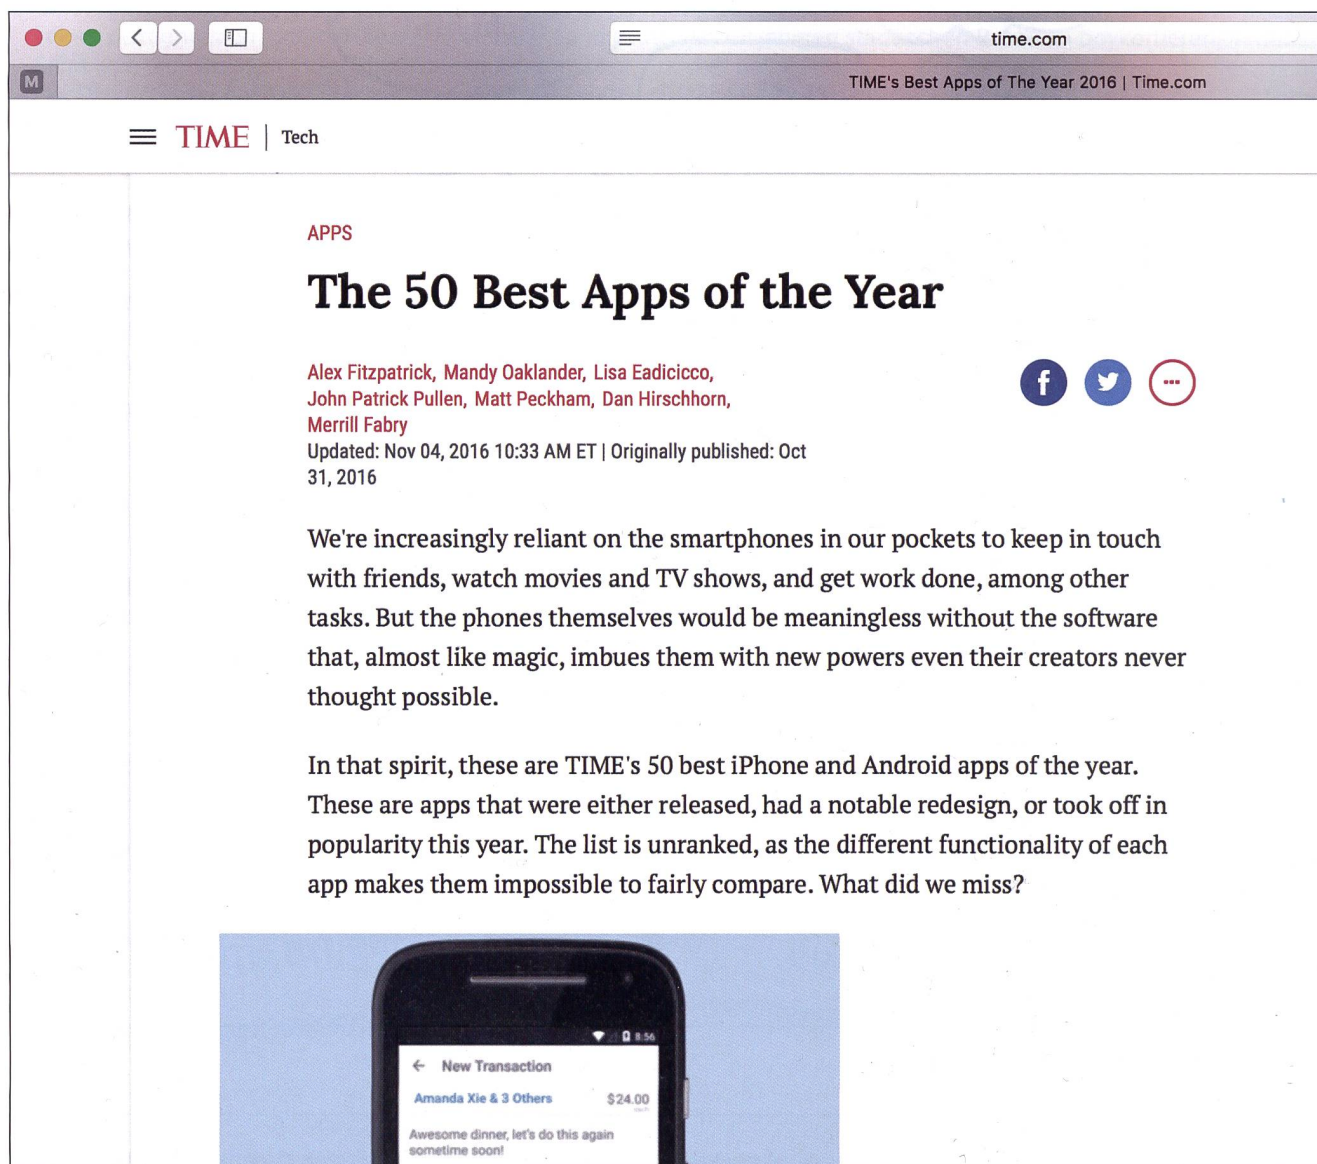 time.com
M
TIME's Best Apps of The Year 2016 | Time.com
TIME | Tech
APPS
The 50 Best Apps of the Year
Alex Fitzpatrick, Mandy Oaklander, Lisa Eadicicco,
John Patrick Pullen, Matt Peckham, Dan Hirschhorn,
Merrill Fabry
Updated: Nov 04, 2016 10:33 AM ET | Originally published: Oct
31, 2016
We're increasingly reliant on the smartphones in our pockets to keep in touch
with friends, watch movies and TV shows, and get work done, among other
tasks. But the phones themselves would be meaningless without the software
that, almost like magic, imbues them with new powers even their creators never
thought possible.
In that spirit, these are TIME's 50 best iPhone and Android apps of the year.
These are apps that were either released, had a notable redesign, or took off in
popularity this year. The list is unranked, as the different functionality of each
app makes them impossible to fairly compare. What did we miss?
8:56
New Transaction
Amanda Xie & 3 Others $24.00
Awesome dinner, let's do this again
sometime soon!